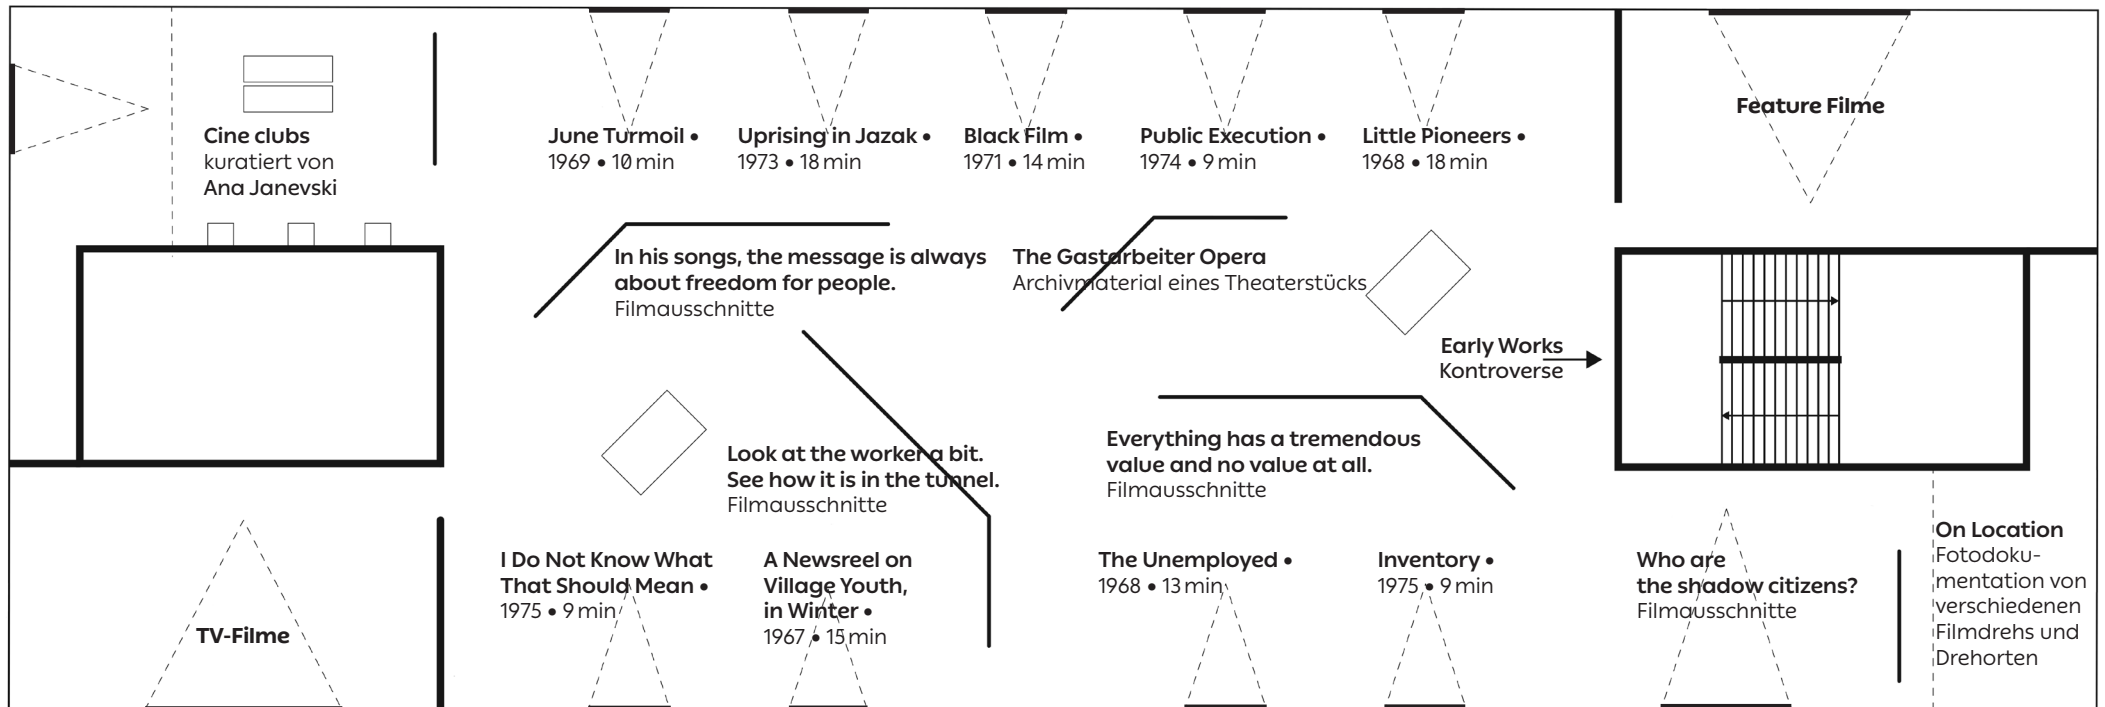 Cine clubs
kuratiert von
Ana Janevski
June Turmoil •
1969 • 10 min
Uprising in Jazak •
1973 • 18 min
Black Film •
1971 • 14 min
Public Execution •
1974 • 9 min
Little Pioneers •
1968 • 18 min
Feature Filme
In his songs, the message is always
about freedom for people.
Filmausschnitte
The Gastarbeiter Opera
Archivmaterial eines Theaterstücks
Early Works
Kontroverse
Look at the worker a bit.
See how it is in the tunnel.
Filmausschnitte
Everything has a tremendous
value and no value at all.
Filmausschnitte
TV-Filme
I Do Not Know What
That Should Mean •
1975 • 9 min
A Newsreel on
Village Youth,
in Winter •
1967 • 15 min
The Unemployed •
1968 • 13 min
Inventory •
1975 • 9 min
Who are
the shadow citizens?
Filmausschnitte
On Location
Fotodoku-
mentation von
verschiedenen
Filmdrehs und
Drehorten